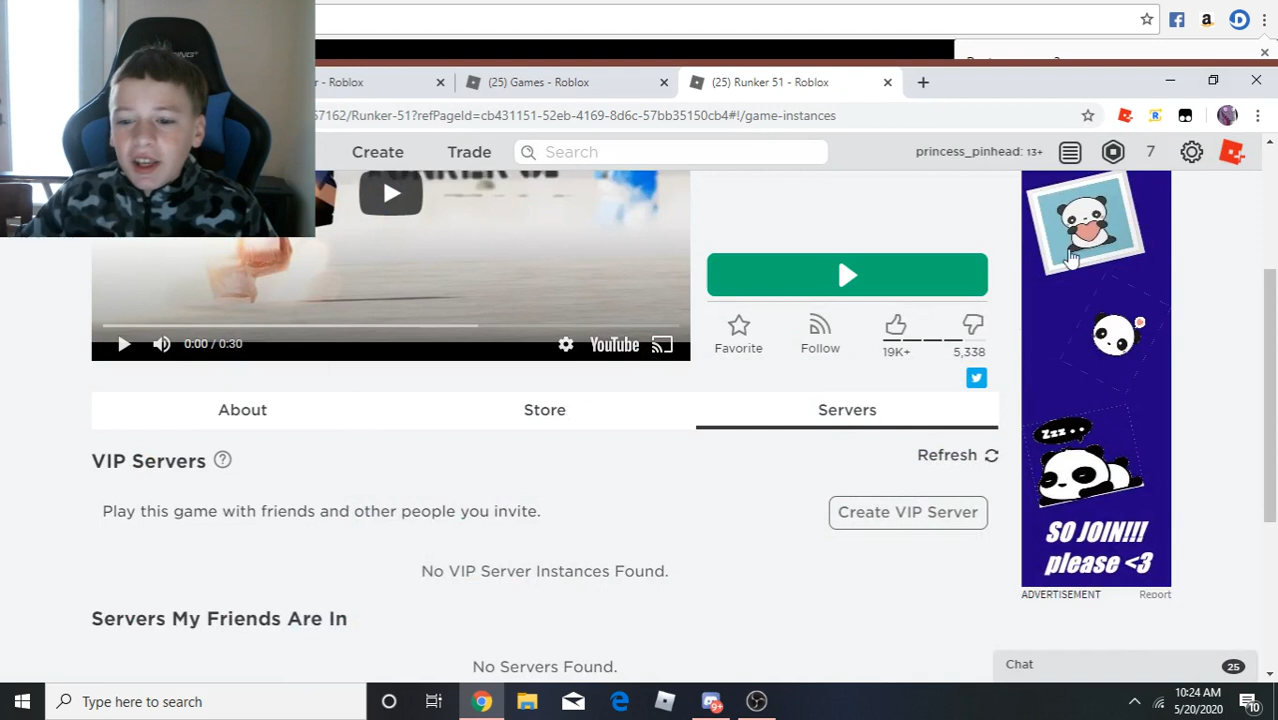 r - Roblox
(25) Games - Roblox
(25) Runker 51 - Roblox
57162/Runker-51?refPageId=cb431151-52eb-4169-8d6c-57bb35150cb4#!/game-instances
Create
Trade
Search
princess_pinhead: 13+
7
0:00 / 0:30
YouTube
Favorite
Follow
19K+
5,338
About
Store
Servers
VIP Servers
Refresh
Play this game with friends and other people you invite.
Create VIP Server
No VIP Server Instances Found.
Servers My Friends Are In
No Servers Found.
Zzz..
SO JOIN!!!
please <3
ADVERTISEMENT
Report
Chat
25
Type here to search
9+
10:24 AM
5/20/2020
10